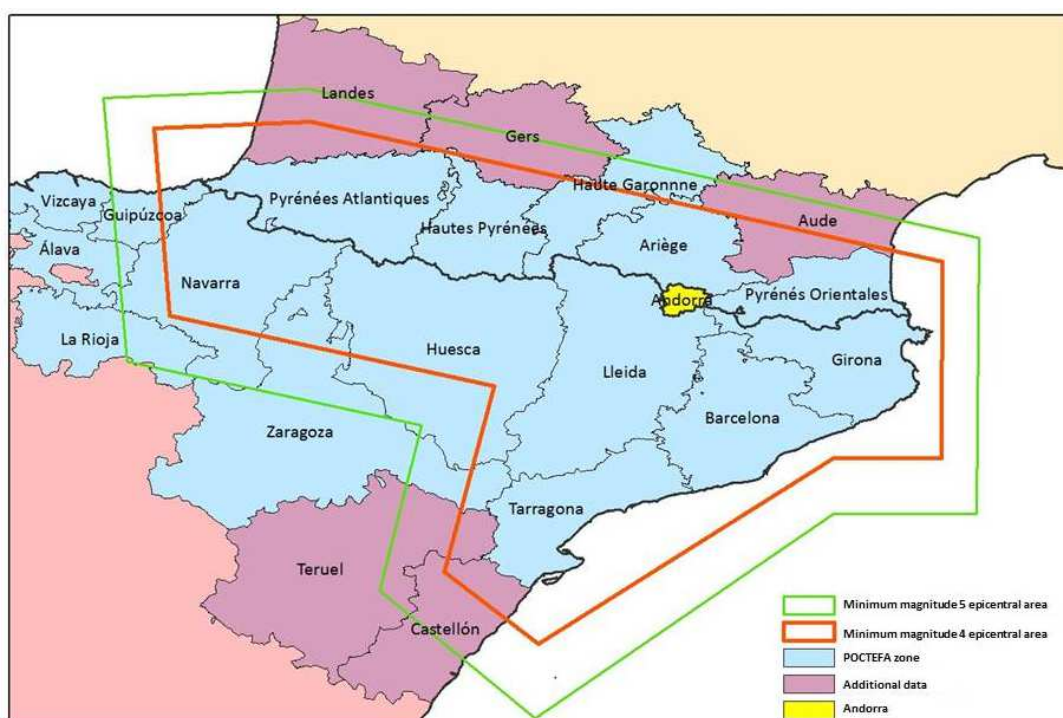 Landes
Gers
Haute Garonnne
Vizcaya
Guipúzcoa
Pyrénées Atlantiques
Hautes Pyrénées
Aude
Álava
Ariège
Navarra
Andorra
Pyrénés Orientales
La Rioja
Huesca
Lleida
Girona
Barcelona
Zaragoza
Tarragona
Teruel
Castellón
Minimum magnitude 5 epicentral area
Minimum magnitude 4 epicentral area
POCTEFA zone
Additional data
Andorra